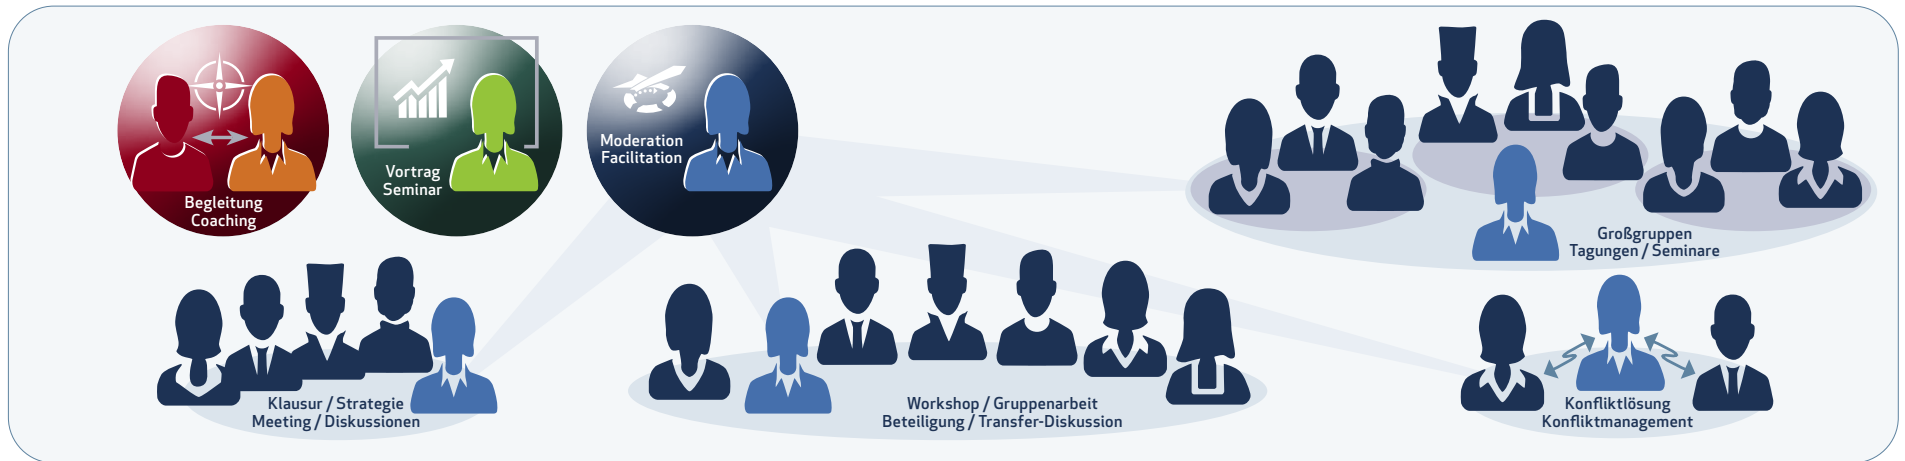 Begleitung
Coaching
Vortrag
Seminar
Moderation
Facilitation
Großgruppen
Tagungen / Seminare
Klausur / Strategie
Meeting / Diskussionen
Workshop / Gruppenarbeit
Beteiligung / Transfer-Diskussion
Konfliktlösung
Konfliktmanagement